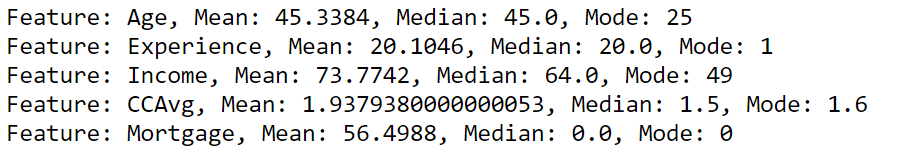 Feature: Age, Mean: 45.3384, Median: 45.0, Mode: 25
Feature: Experience, Mean: 20.1046, Median: 20.0, Mode: 1
Feature: Income, Mean: 73.7742, Median: 64.0, Mode: 49
Feature: CCAvg, Mean: 1.9379380000000053, Median: 1.5, Mode: 1.6
Feature: Mortgage, Mean: 56.4988, Median: 0.0, Mode: 0